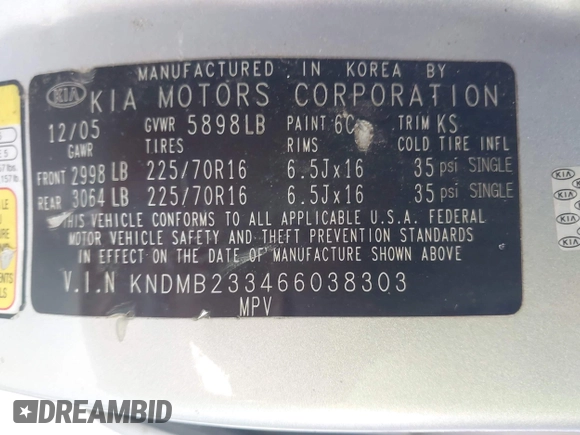 MANUFACTURED IN KOREA BY
KIA KIA MOTORS CORPORATION
12/05 GVWR 5898LB PAINT 6C TRIM KS
GAWR TIRES RIMS COLD TIRE INFL
FRONT 2998 LB 225/70R16 6.5Jx16 35 psi SINGLE
REAR 3064 LB 225/70R16 6.5Jx16 35 psi SINGLE
THIS VEHICLE CONFORMS TO ALL APPLICABLE U.S.A. FEDERAL
MOTOR VEHICLE SAFETY AND THEFT PREVENTION STANDARDS
IN EFFECT ON THE DATE OF MANUFACTURE SHOWN ABOVE
V.I.N KNDMB233466038303
MPV
DREAMBID